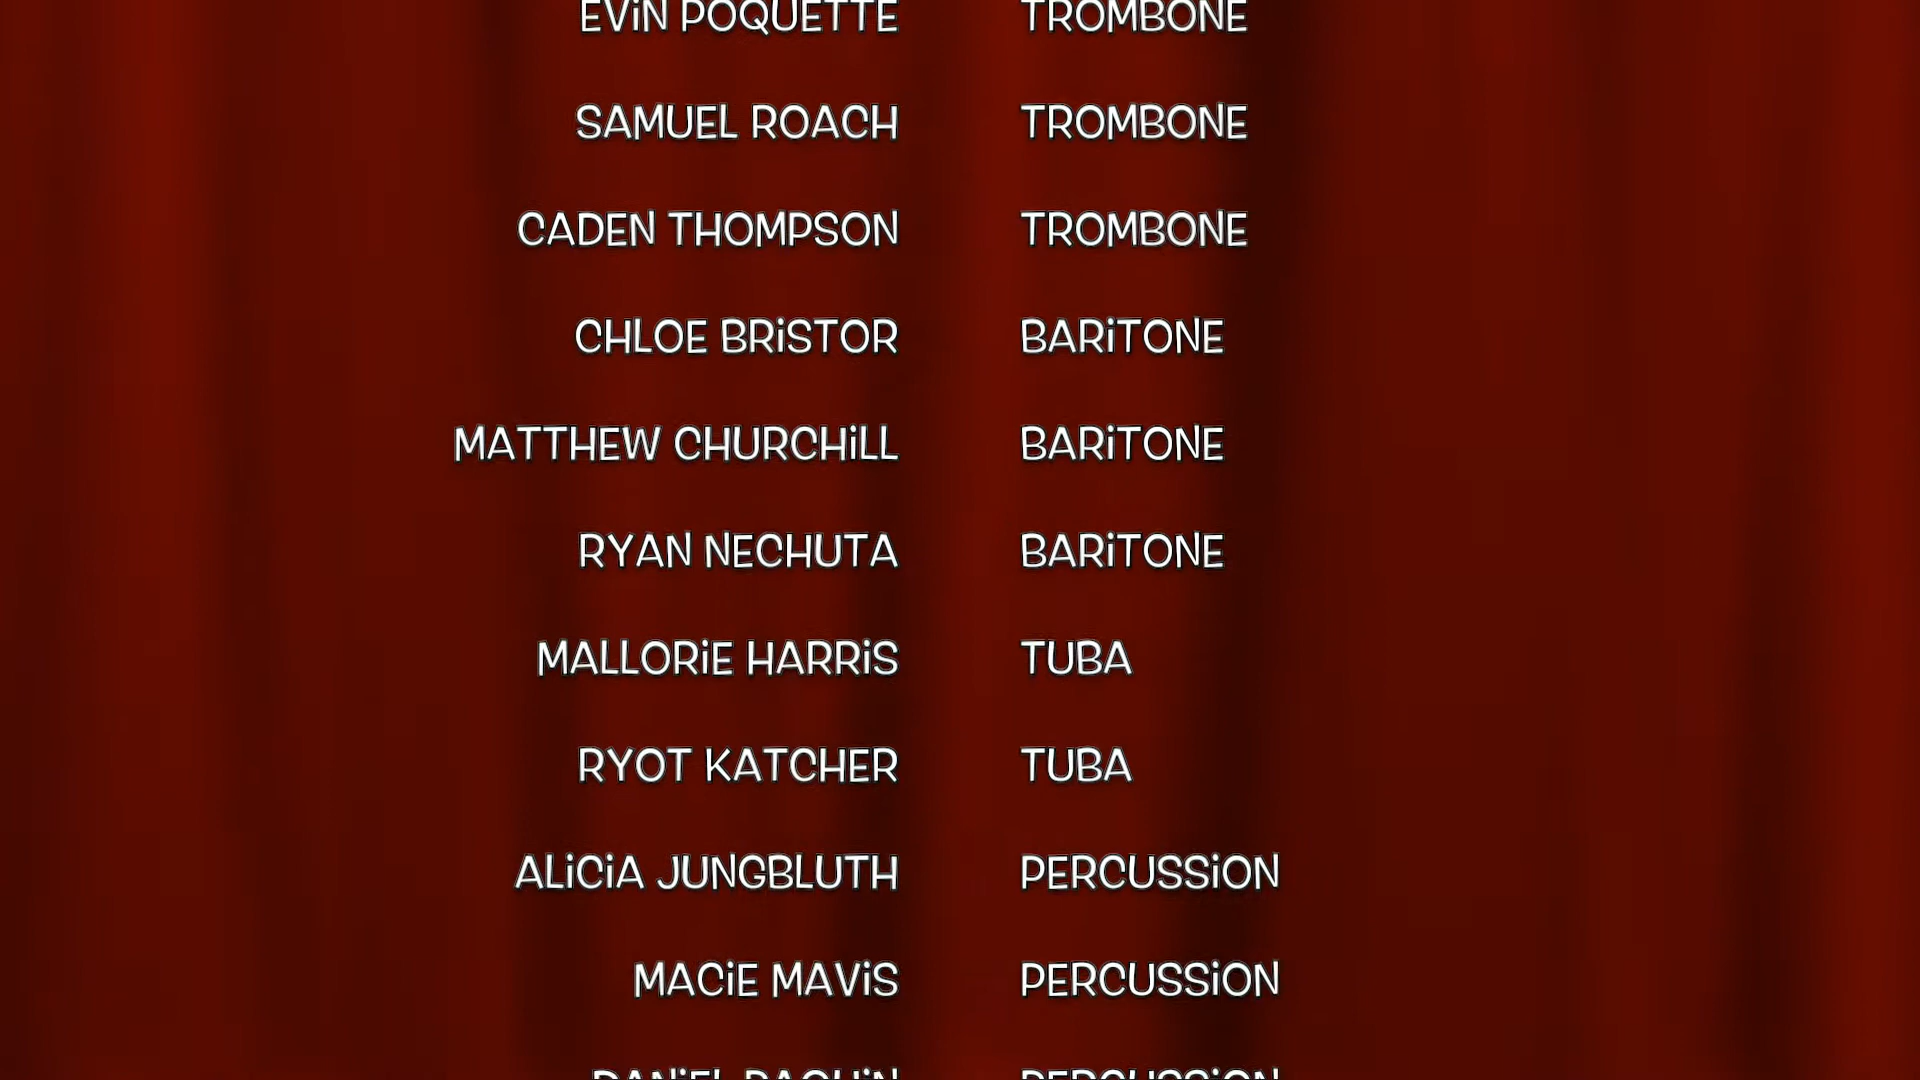 EViN POQUETTE TROMBONE
SAMUEL ROACH TROMBONE
CADEN THOMPSON TROMBONE
CHLOE BRiSTOR BARiTONE
MATTHEW CHURCHiLL BARiTONE
RYAN NECHUTA BARiTONE
MALLORiE HARRiS TUBA
RYOT KATCHER TUBA
ALiCiA JUNGBLUTH PERCUSSiON
MACiE MAViS PERCUSSiON
DANiEL PERCUSSiON